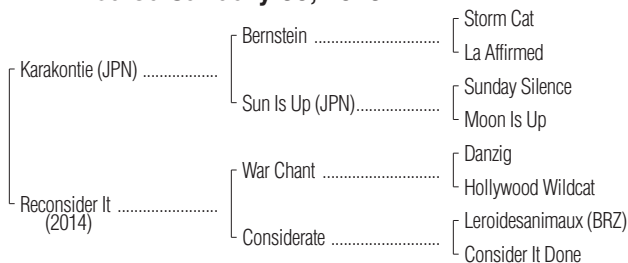 Storm Cat
Bernstein ....................
La Affirmed
Karakontie (JPN) ..................
Sunday Silence
Sun Is Up (JPN)....................
Moon Is Up
Danzig
War Chant ............................
Hollywood Wildcat
Reconsider It ........................
(2014)
Leroidesanimaux (BRZ)
Considerate ..........................
Consider It Done